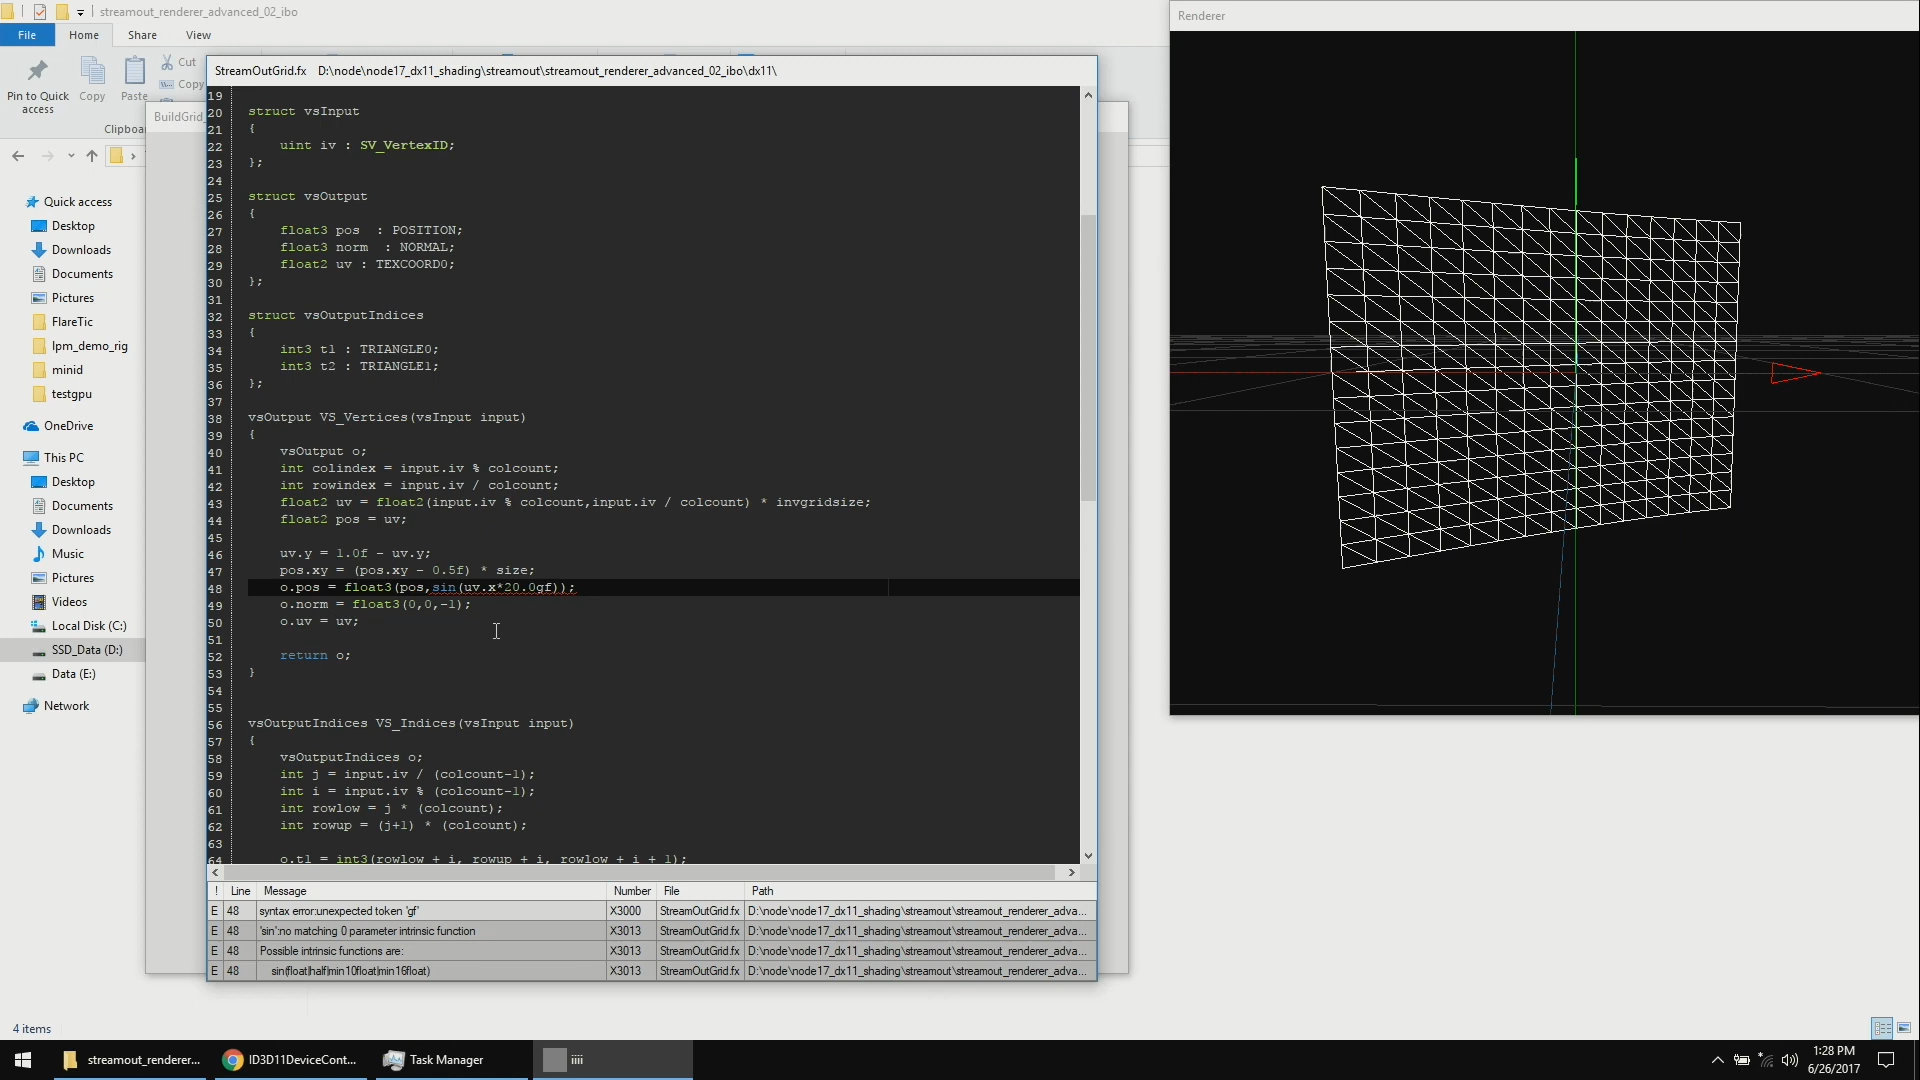 streamout_renderer_advanced_02_ibo
File
Home
Share
View
Pin to Quick access
Copy
Paste
Cut
Copy
Clipboa
BuildGrid_
Quick access
Desktop
Downloads
Documents
Pictures
FlareTic
lpm_demo_rig
minid
testgpu
OneDrive
This PC
Desktop
Documents
Downloads
Music
Pictures
Videos
Local Disk (C:)
SSD_Data (D:)
Data (E:)
Network
4 items
StreamOutGrid.fx D:\node\node17_dx11_shading\streamout\streamout_renderer_advanced_02_ibo\dx11\
19
20 struct vsInput
21 {
22 uint iv : SV_VertexID;
23 };
24
25 struct vsOutput
26 {
27 float3 pos : POSITION;
28 float3 norm : NORMAL;
29 float2 uv : TEXCOORD0;
30 };
31
32 struct vsOutputIndices
33 {
34 int3 t1 : TRIANGLE0;
35 int3 t2 : TRIANGLE1;
36 };
37
38 vsOutput VS_Vertices(vsInput input)
39 {
40 vsOutput o;
41 int colindex = input.iv % colcount;
42 int rowindex = input.iv / colcount;
43 float2 uv = float2(input.iv % colcount,input.iv / colcount) * invgridsize;
44 float2 pos = uv;
45
46 uv.y = 1.0f - uv.y;
47 pos.xy = (pos.xy - 0.5f) * size;
48 o.pos = float3(pos,sin(uv.x*20.0gf));
49 o.norm = float3(0,0,-1);
50 o.uv = uv;
51
52 return o;
53 }
54
55
56 vsOutputIndices VS_Indices(vsInput input)
57 {
58 vsOutputIndices o;
59 int j = input.iv / (colcount-1);
60 int i = input.iv % (colcount-1);
61 int rowlow = j * (colcount);
62 int rowup = (j+1) * (colcount);
63
64 o.t1 = int3(rowlow + i, rowup + i, rowlow + i + 1);
! Line Message Number File Path
E 48 syntax error:unexpected token 'gf' X3000 StreamOutGrid.fx D:\node\node17_dx11_shading\streamout\streamout_renderer_adva...
E 48 'sin':no matching 0 parameter intrinsic function X3013 StreamOutGrid.fx D:\node\node17_dx11_shading\streamout\streamout_renderer_adva...
E 48 Possible intrinsic functions are: X3013 StreamOutGrid.fx D:\node\node17_dx11_shading\streamout\streamout_renderer_adva...
E 48 sin(float|half|min10float|min16float) X3013 StreamOutGrid.fx D:\node\node17_dx11_shading\streamout\streamout_renderer_adva...
Renderer
streamout_renderer...
ID3D11DeviceCont...
Task Manager
iiii
1:28 PM
6/26/2017